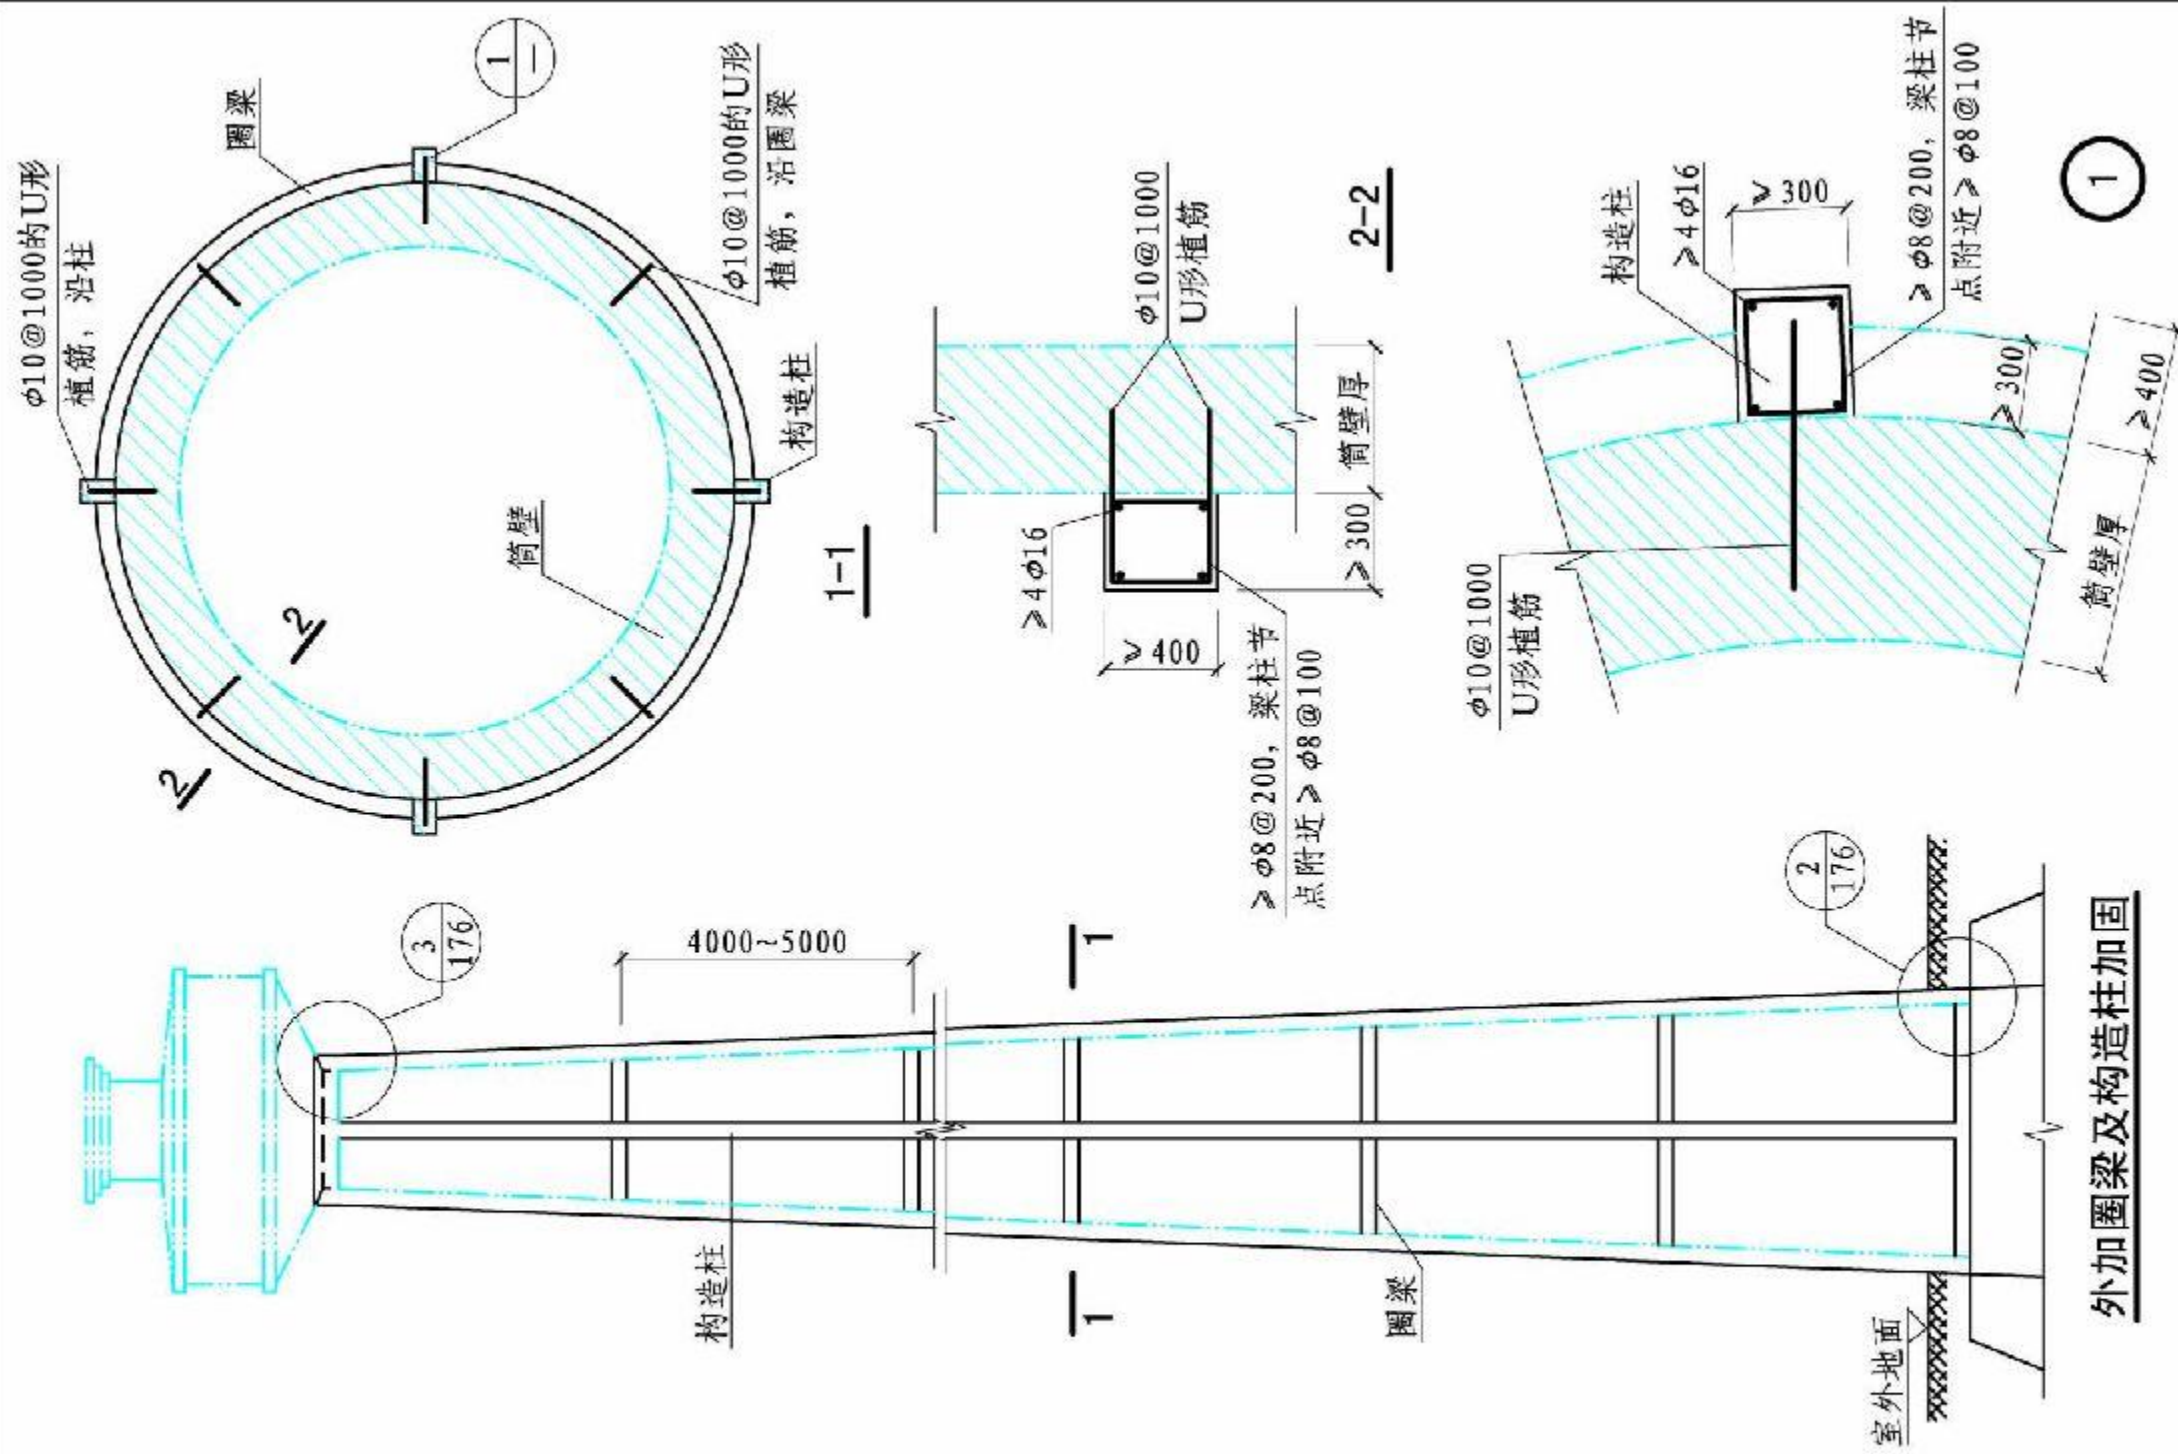 外加圈梁及构造柱加固
3
176
4000~5000
构造柱
1
1
圈梁
室外地面
2
176
1-1
ϕ10@1000的U形
植筋，沿柱
圈梁
1
—
ϕ10@1000的U形
植筋，沿圈梁
构造柱
筒壁
2
2
2-2
ϕ10@1000
U形植筋
≥4ϕ16
≥400
≥300
筒壁厚
≥ϕ8@200，梁柱节
点附近≥ϕ8@100
1
构造柱
≥4ϕ16
≥300
≥ϕ8@200，梁柱节
点附近≥ϕ8@100
ϕ10@1000
U形植筋
≥300
≥400
筒壁厚